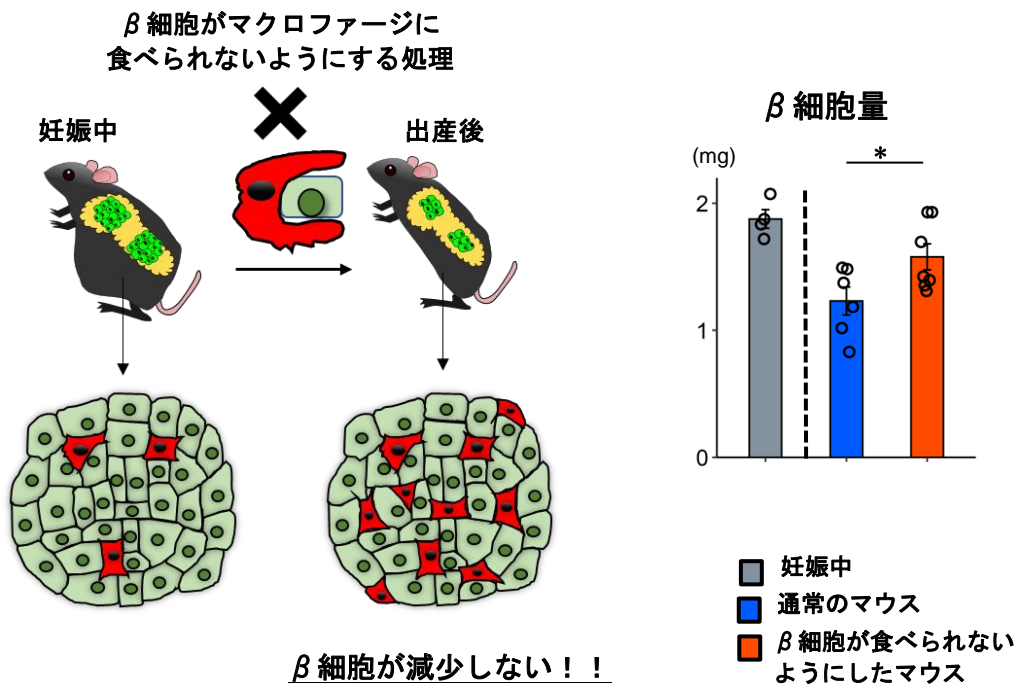 β細胞がマクロファージに
食べられないようにする処理
妊娠中
出産後
β細胞が減少しない！！
β細胞量
(mg)
*
2
1
0
妊娠中
通常のマウス
β細胞が食べられない
ようにしたマウス